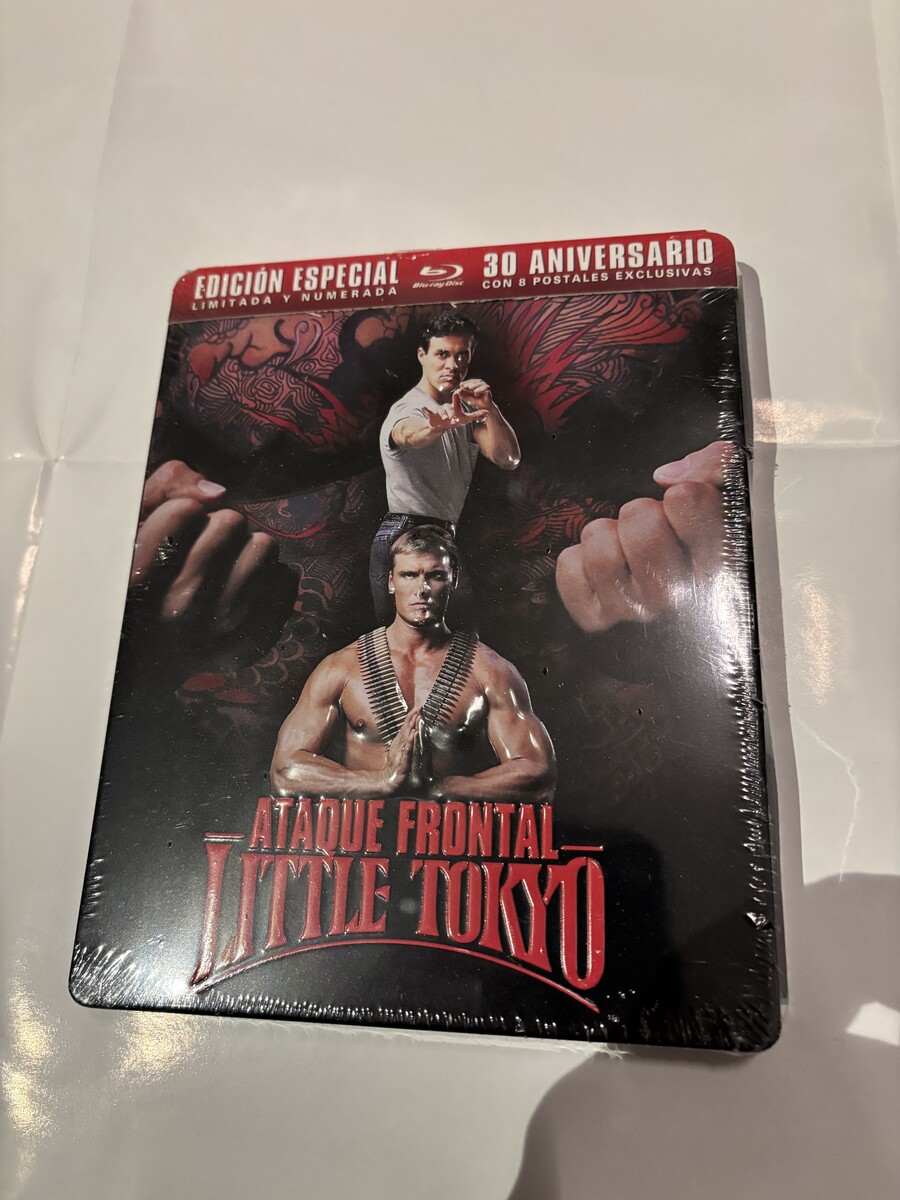 EDICIÓN ESPECIAL
LIMITADA Y NUMERADA
Blu-ray Disc
30 ANIVERSARIO
CON 8 POSTALES EXCLUSIVAS
ATAQUE FRONTAL
LITTLE TOKYO